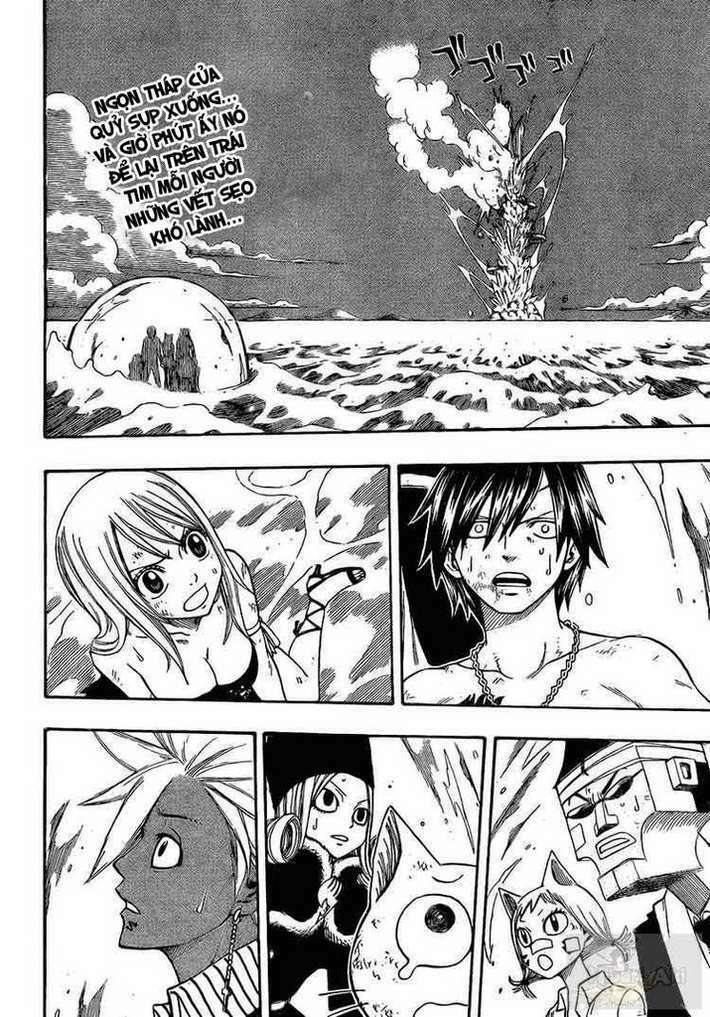 NGỌN THÁP CỦA
QUỶ SỤP XUỐNG...
VÀ GIỜ PHÚT ẤY NÓ
ĐỂ LẠI TRÊN TRÁI
TIM MỖI NGƯỜI
NHỮNG VẾT SẸO
KHÓ LÀNH...
ゴゴゴゴ